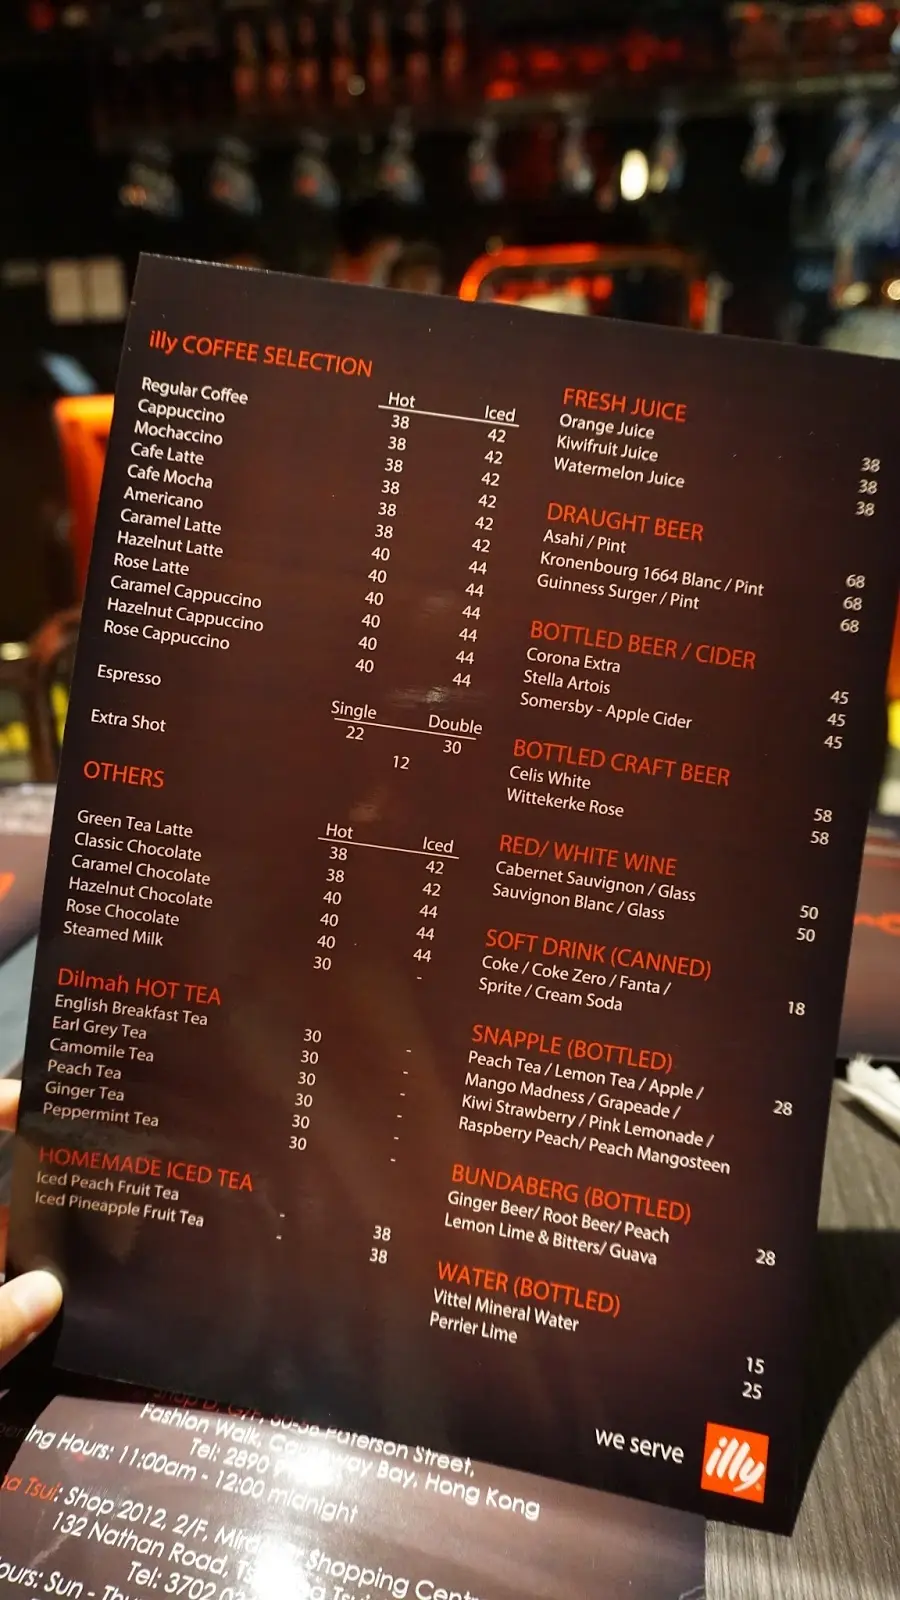 illy COFFEE SELECTION
Hot Iced
Regular Coffee 38 42
Cappuccino 38 42
Mochaccino 38 42
Cafe Latte 38 42
Cafe Mocha 38 42
Americano 38 42
Caramel Latte 40 44
Hazelnut Latte 40 44
Rose Latte 40 44
Caramel Cappuccino 40 44
Hazelnut Cappuccino 40 44
Rose Cappuccino 40 44
Single Double
Espresso 22 30
Extra Shot 12
OTHERS
Hot Iced
Green Tea Latte 38 42
Classic Chocolate 38 42
Caramel Chocolate 40 44
Hazelnut Chocolate 40 44
Rose Chocolate 40 44
Steamed Milk 30 -
Dilmah HOT TEA
English Breakfast Tea 30 -
Earl Grey Tea 30 -
Camomile Tea 30 -
Peach Tea 30 -
Ginger Tea 30 -
Peppermint Tea 30 -
HOMEMADE ICED TEA
Iced Peach Fruit Tea - 38
Iced Pineapple Fruit Tea - 38
FRESH JUICE
Orange Juice 38
Kiwifruit Juice 38
Watermelon Juice 38
DRAUGHT BEER
Asahi / Pint 68
Kronenbourg 1664 Blanc / Pint 68
Guinness Surger / Pint 68
BOTTLED BEER / CIDER
Corona Extra 45
Stella Artois 45
Somersby - Apple Cider 45
BOTTLED CRAFT BEER
Celis White 58
Wittekerke Rose 58
RED/ WHITE WINE
Cabernet Sauvignon / Glass 50
Sauvignon Blanc / Glass 50
SOFT DRINK (CANNED)
Coke / Coke Zero / Fanta /
Sprite / Cream Soda 18
SNAPPLE (BOTTLED)
Peach Tea / Lemon Tea / Apple /
Mango Madness / Grapeade / 28
Kiwi Strawberry / Pink Lemonade /
Raspberry Peach/ Peach Mangosteen
BUNDABERG (BOTTLED)
Ginger Beer/ Root Beer/ Peach
Lemon Lime & Bitters/ Guava 28
WATER (BOTTLED)
Vittel Mineral Water 15
Perrier Lime 25
we serve illy
Paterson Street,
Fashion Walk, Causeway Bay, Hong Kong
Tel: 2890
Hours: 11:00am - 12:00 midnight
Tsui: Shop 2012, 2/F, Shopping
132 Nathan Road,
Tel: 3702
Hours: Sun -